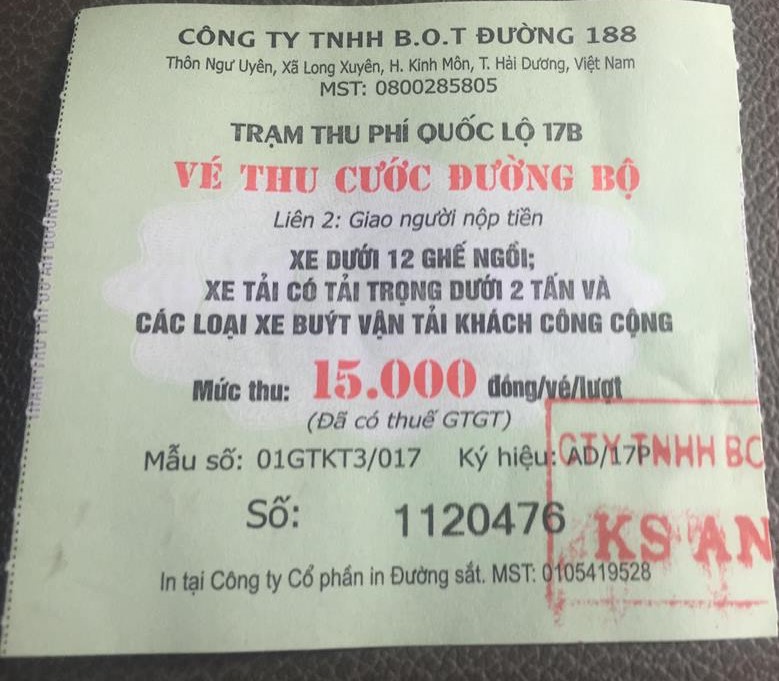 CÔNG TY TNHH B.O.T ĐƯỜNG 188
Thôn Ngư Uyên, Xã Long Xuyên, H. Kinh Môn, T. Hải Dương, Việt Nam
MST: 0800285805
TRẠM THU PHÍ QUỐC LỘ 17B
VÉ THU CƯỚC ĐƯỜNG BỘ
Liên 2: Giao người nộp tiền
XE DƯỚI 12 GHẾ NGỒI;
XE TẢI CÓ TẢI TRỌNG DƯỚI 2 TẤN VÀ
CÁC LOẠI XE BUÝT VẬN TẢI KHÁCH CÔNG CỘNG
Mức thu: 15.000 đồng/vé/lượt
(Đã có thuế GTGT)
Mẫu số: 01GTKT3/017 Ký hiệu: AD/17P
CTY TNHH BO
Số: 1120476
KS AN
In tại Công ty Cổ phần in Đường sắt. MST: 0105419528